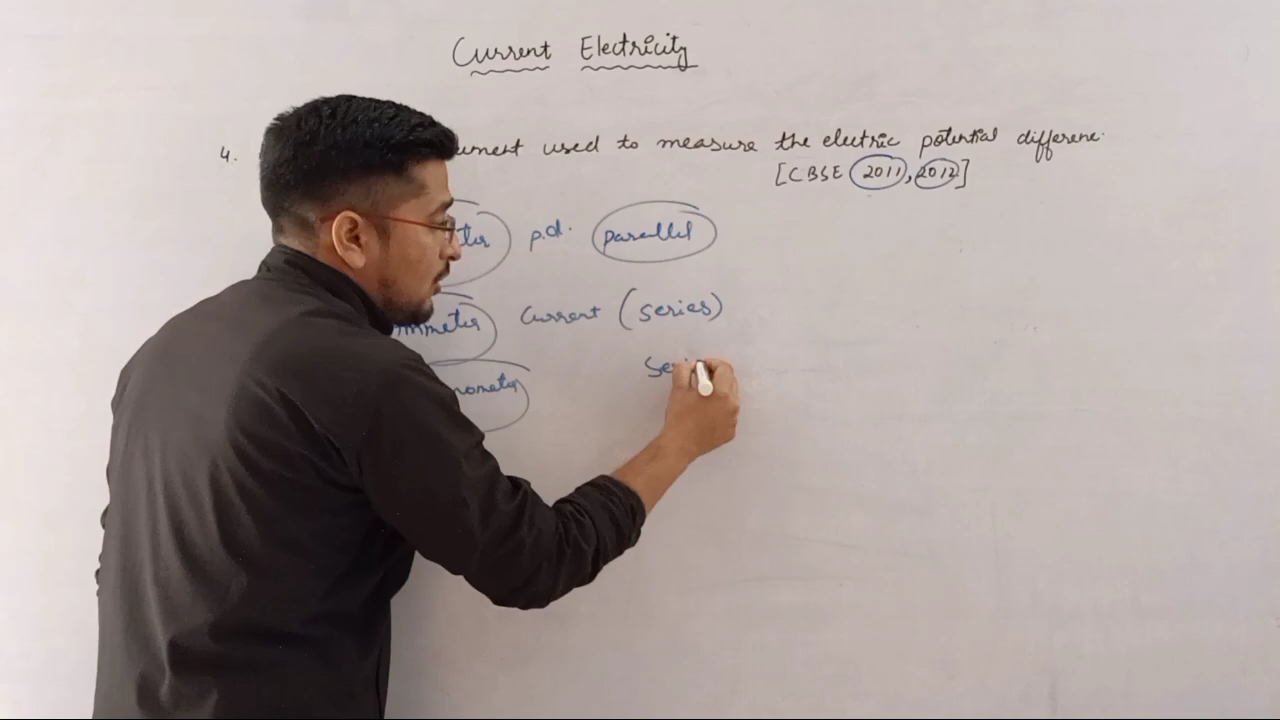 Current Electricity
4. ument used to measure the electric potential differene.
[CBSE 2011, 2012]
ter p.d. parallel
mmeter Current (series)
nometer Se